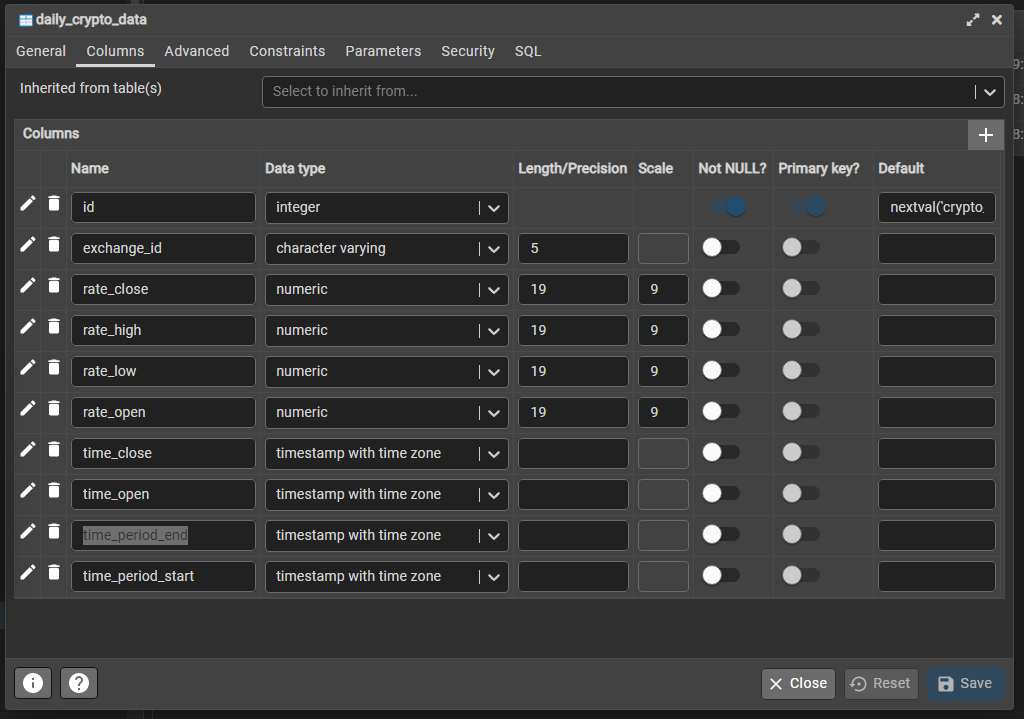 daily_crypto_data
General Columns Advanced Constraints Parameters Security SQL
Inherited from table(s) Select to inherit from...
Columns
Name Data type Length/Precision Scale Not NULL? Primary key? Default
id integer nextval('crypto_
exchange_id character varying 5
rate_close numeric 19 9
rate_high numeric 19 9
rate_low numeric 19 9
rate_open numeric 19 9
time_close timestamp with time zone
time_open timestamp with time zone
time_period_end timestamp with time zone
time_period_start timestamp with time zone
Close Reset Save